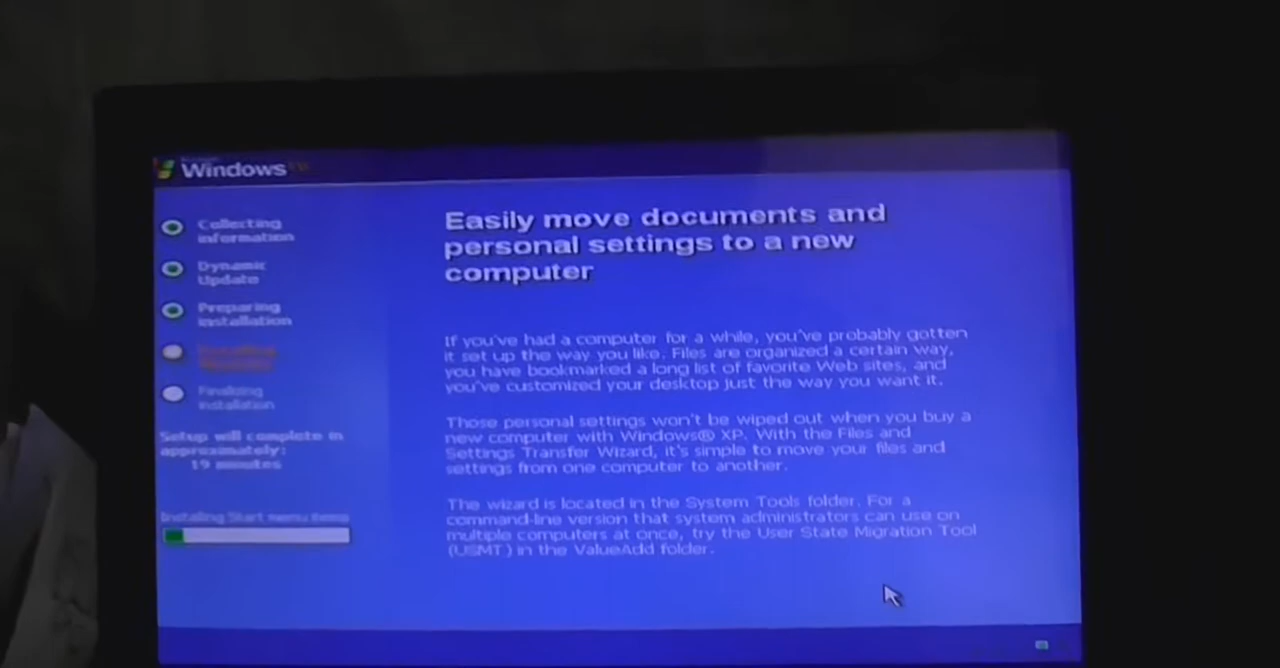 Windows
Collecting
information
Dynamic
Update
Preparing
installation
Finalizing
installation
Setup will complete in
approximately:
19 minutes
Installing Start menu items
Easily move documents and
personal settings to a new
computer
If you've had a computer for a while, you've probably gotten
it set up the way you like. Files are organized a certain way,
you have bookmarked a long list of favorite Web sites, and
you've customized your desktop just the way you want it.
Those personal settings won't be wiped out when you buy a
new computer with Windows® XP. With the Files and
Settings Transfer Wizard, it's simple to move your files and
settings from one computer to another.
The wizard is located in the System Tools folder. For a
command-line version that system administrators can use on
multiple computers at once, try the User State Migration Tool
(USMT) in the ValueAdd folder.